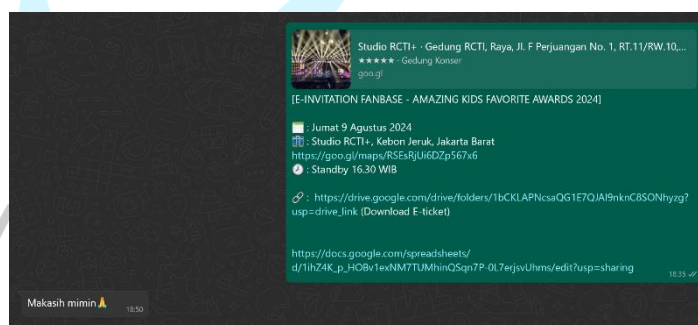 Studio RCTI+ · Gedung RCTI, Raya, Jl. F Perjuangan No. 1, RT.11/RW.10,...
★★★★★ · Gedung Konser
goo.gl
[E-INVITATION FANBASE - AMAZING KIDS FAVORITE AWARDS 2024]
🗓️ : Jumat 9 Agustus 2024
🏢 : Studio RCTI+, Kebon Jeruk, Jakarta Barat
https://goo.gl/maps/RSEsRjUi6DZp567x6
🕗 : Standby 16.30 WIB
🔗 : https://drive.google.com/drive/folders/1bCKLAPNcsaQG1E7QJAI9nknC8SONhyzg?
usp=drive_link (Download E-ticket)
https://docs.google.com/spreadsheets/
d/1ihZ4K_p_HOBv1exNM7TUMhinQSqn7P-0L7erjsvUhms/edit?usp=sharing
18.35
Makasih mimin🙏
18:50